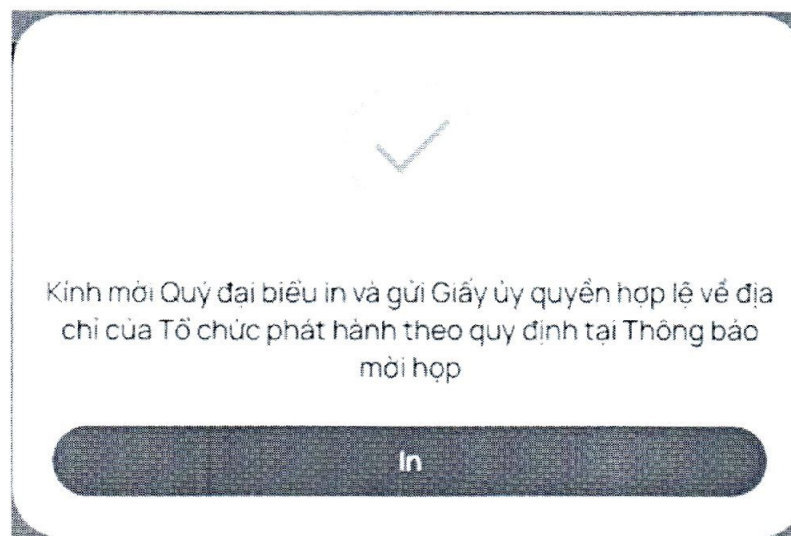 Kính mời Quý đại biểu in và gửi Giấy ủy quyền hợp lệ về địa
chỉ của Tổ chức phát hành theo quy định tại Thông báo
mời họp
In